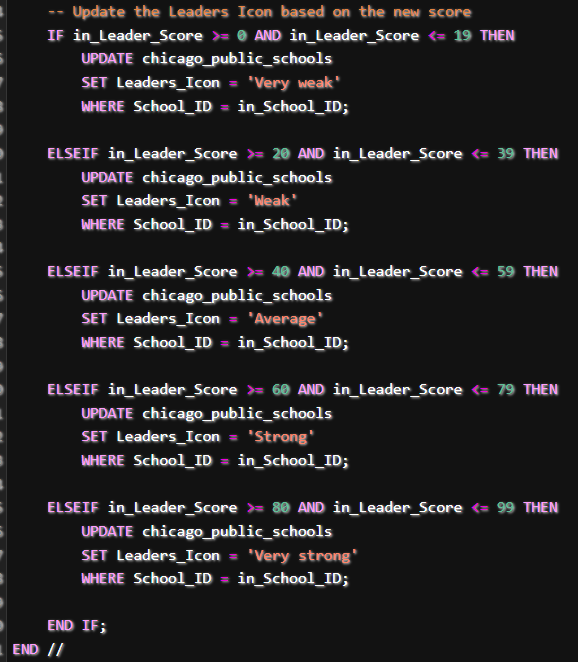 -- Update the Leaders Icon based on the new score
IF in_Leader_Score >= 0 AND in_Leader_Score <= 19 THEN
UPDATE chicago_public_schools
SET Leaders_Icon = 'Very weak'
WHERE School_ID = in_School_ID;
ELSEIF in_Leader_Score >= 20 AND in_Leader_Score <= 39 THEN
UPDATE chicago_public_schools
SET Leaders_Icon = 'Weak'
WHERE School_ID = in_School_ID;
ELSEIF in_Leader_Score >= 40 AND in_Leader_Score <= 59 THEN
UPDATE chicago_public_schools
SET Leaders_Icon = 'Average'
WHERE School_ID = in_School_ID;
ELSEIF in_Leader_Score >= 60 AND in_Leader_Score <= 79 THEN
UPDATE chicago_public_schools
SET Leaders_Icon = 'Strong'
WHERE School_ID = in_School_ID;
ELSEIF in_Leader_Score >= 80 AND in_Leader_Score <= 99 THEN
UPDATE chicago_public_schools
SET Leaders_Icon = 'Very strong'
WHERE School_ID = in_School_ID;
END IF;
END //